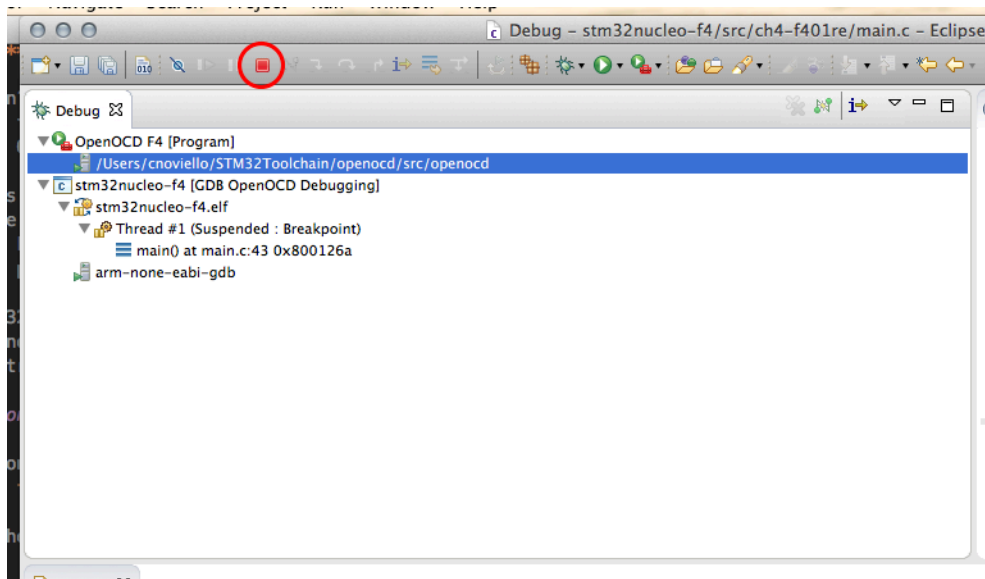 Debug – stm32nucleo-f4/src/ch4-f401re/main.c – Eclipse
010
Debug
OpenOCD F4 [Program]
/Users/cnoviello/STM32Toolchain/openocd/src/openocd
stm32nucleo-f4 [GDB OpenOCD Debugging]
stm32nucleo-f4.elf
Thread #1 (Suspended : Breakpoint)
main() at main.c:43 0x800126a
arm-none-eabi-gdb